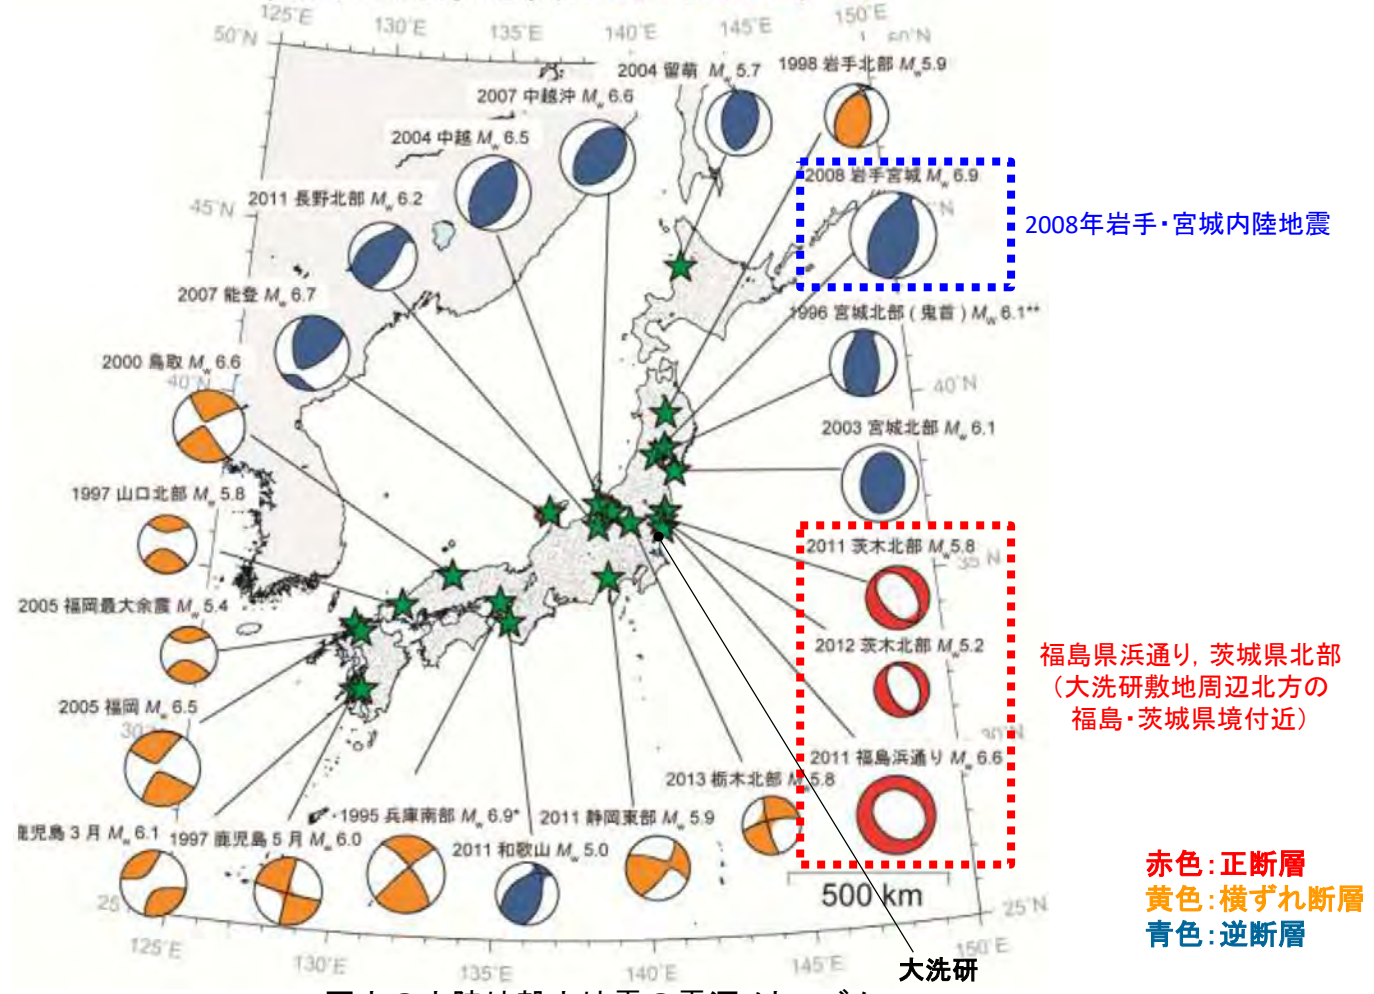 125°E
130°E
135°E
140°E
145°E
150°E
50°N
2004 留萌 Mw 5.7
1998 岩手北部 Mw5.9
2007 中越沖 Mw 6.6
2004 中越 Mw 6.5
2008 岩手宮城 Mw 6.9
2011 長野北部 Mw 6.2
45°N
2008年岩手・宮城内陸地震
2007 能登 Mw 6.7
1996 宮城北部 ( 鬼首 ) Mw 6.1**
2000 鳥取 Mw 6.6
40°N
40°N
2003 宮城北部 Mw 6.1
1997 山口北部 Mw 5.8
2011 茨木北部 Mw5.8
35°N
2005 福岡最大余震 Mw 5.4
2012 茨木北部 Mw5.2
福島県浜通り，茨城県北部
（大洗研敷地周辺北方の
福島・茨城県境付近）
2005 福岡 Mw 6.5
2011 福島浜通り Mw 6.6
2013 栃木北部 Mw5.8
鹿児島 3 月 Mw 6.1
1997 鹿児島 5 月 Mw 6.0
1995 兵庫南部 Mw 6.9*
2011 静岡東部 Mw 5.9
2011 和歌山 Mw 5.0
赤色：正断層
黄色：横ずれ断層
青色：逆断層
500 km
25°N
125°E
130°E
135°E
140°E
145°E
150°E
大洗研